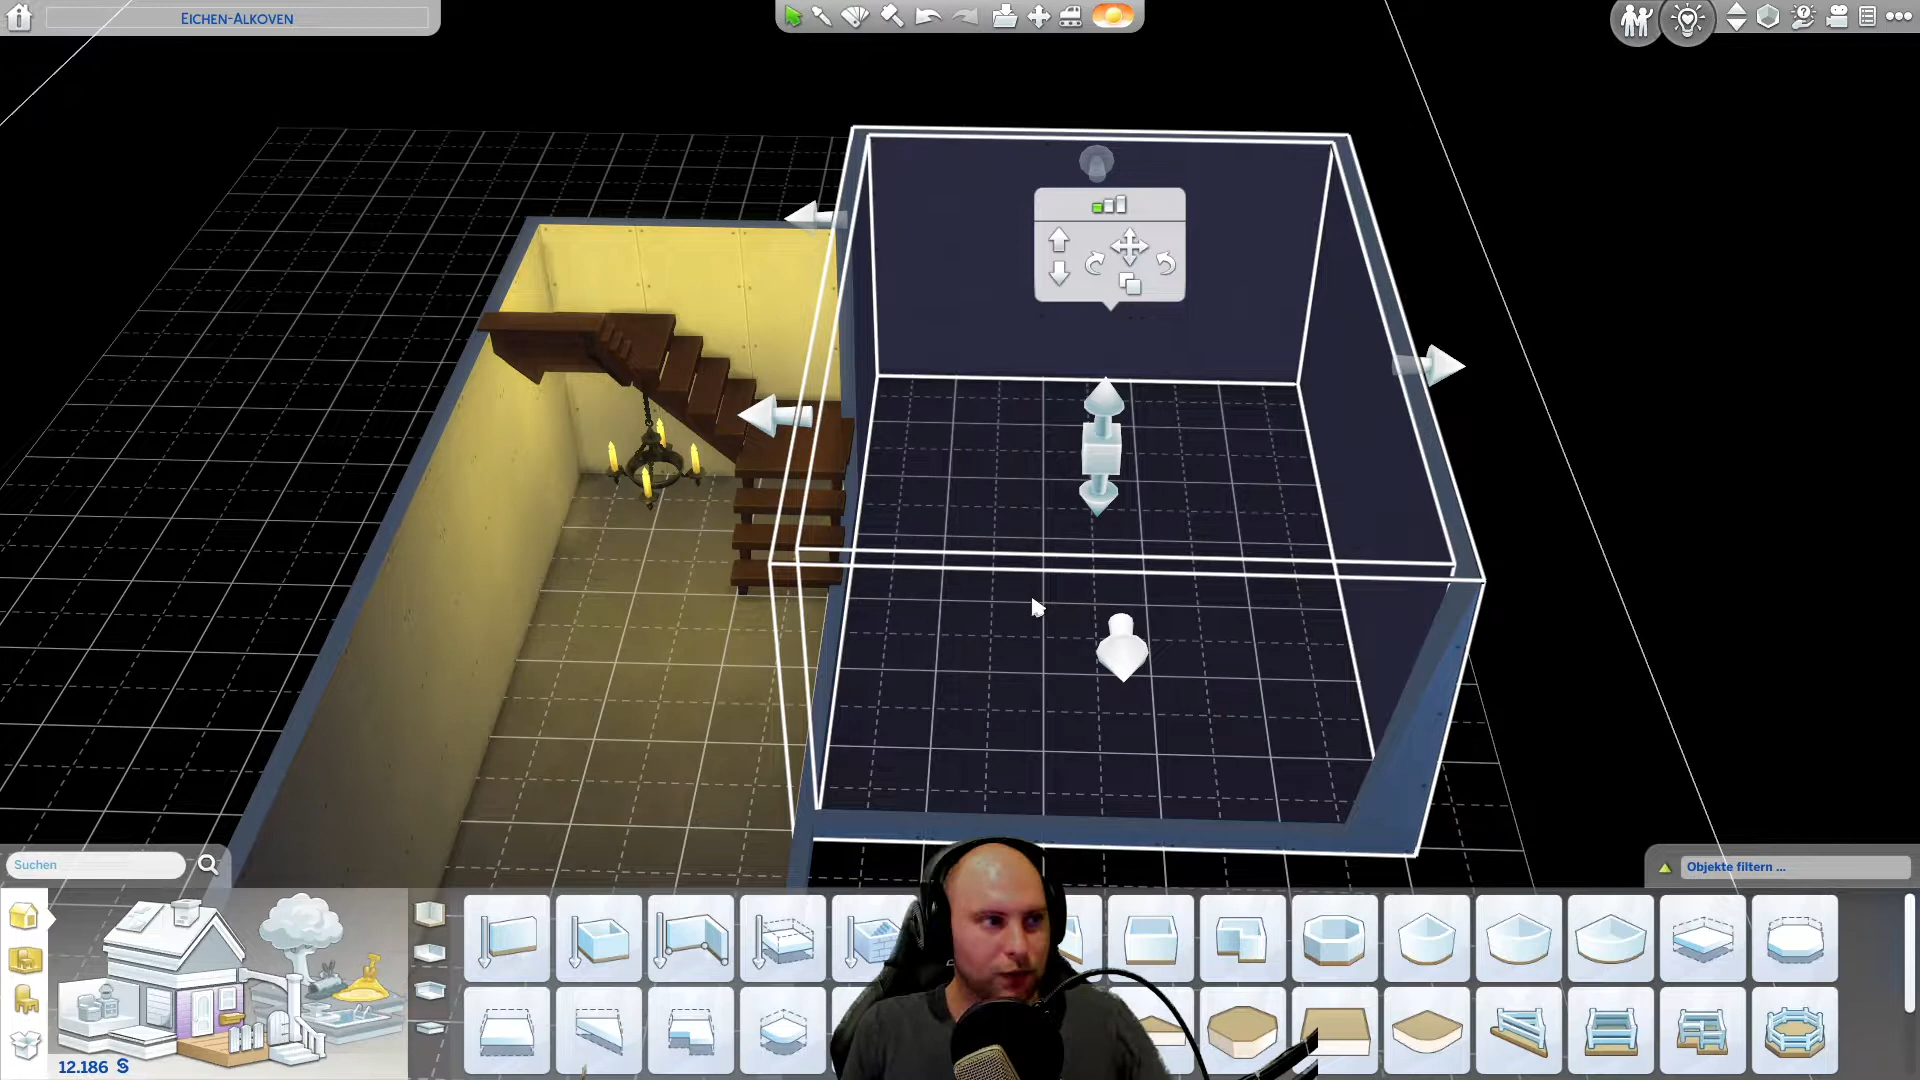 Eichen-Alkoven
Suchen
Objekte filtern ...
12.186 §